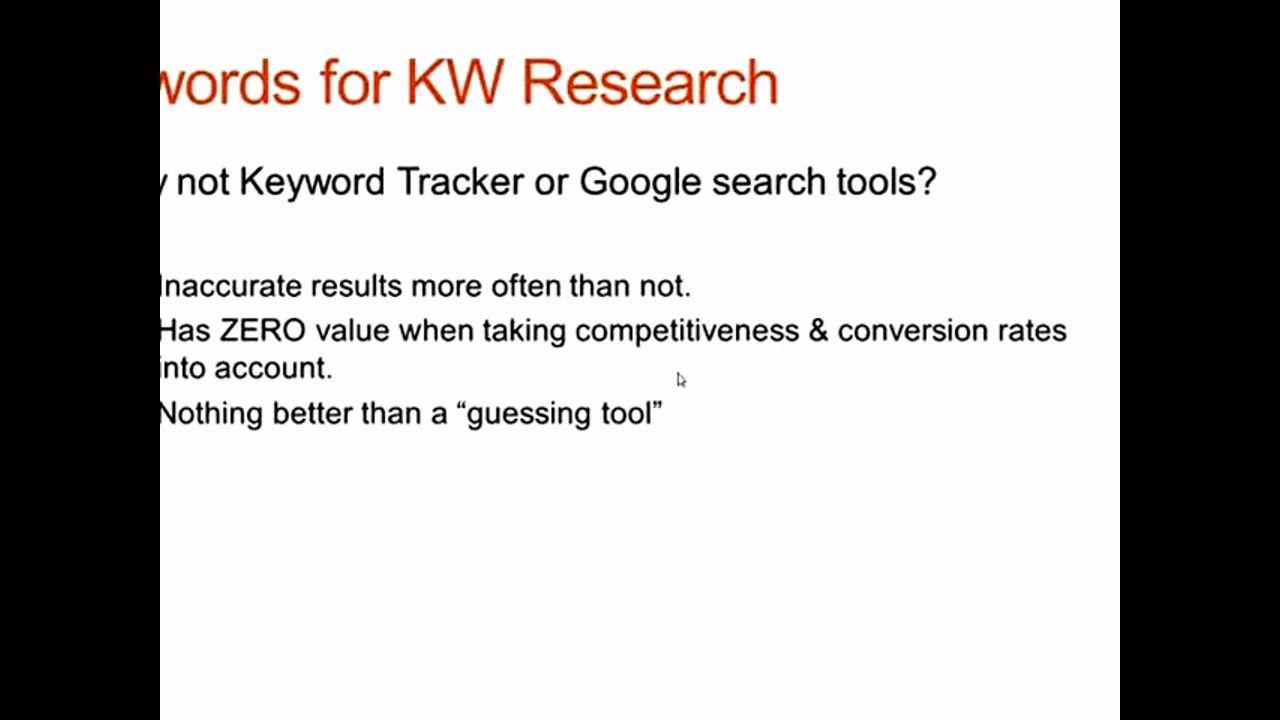 words for KW Research
y not Keyword Tracker or Google search tools?
Inaccurate results more often than not.
Has ZERO value when taking competitiveness & conversion rates
into account.
Nothing better than a “guessing tool”